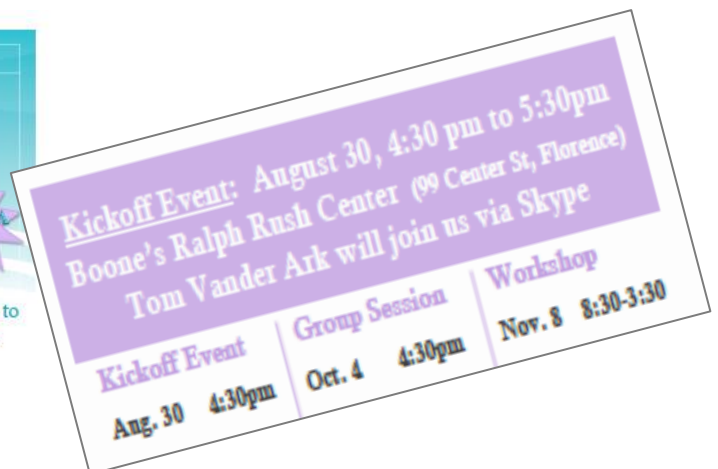 Kickoff Event: August 30, 4:30 pm to 5:30pm
Boone's Ralph Rush Center (99 Center St, Florence)
Tom Vander Ark will join us via Skype
Kickoff Event
Aug. 30 4:30pm
Group Session
Oct. 4 4:30pm
Workshop
Nov. 8 8:30-3:30
to